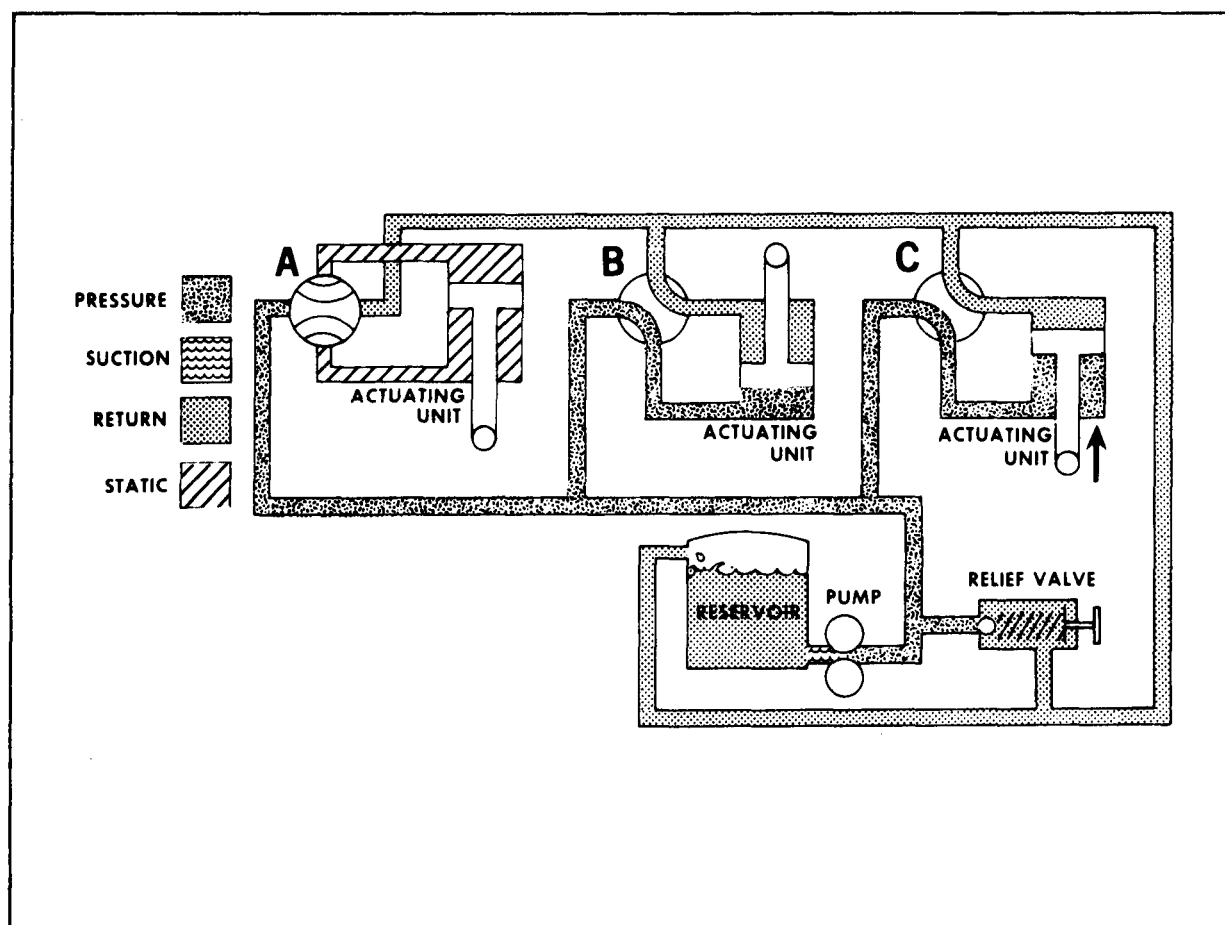 A
B
C
PRESSURE
SUCTION
RETURN
STATIC
ACTUATING
UNIT
ACTUATING
UNIT
ACTUATING
UNIT
RESERVOIR
PUMP
RELIEF VALVE